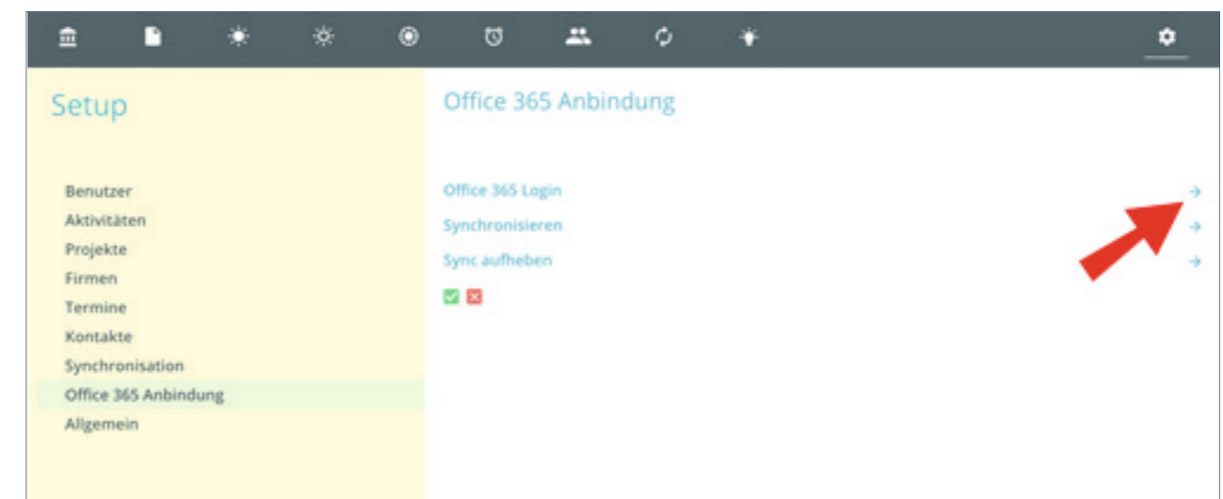 Setup
Benutzer
Aktivitäten
Projekte
Firmen
Termine
Kontakte
Synchronisation
Office 365 Anbindung
Allgemein
Office 365 Anbindung
Office 365 Login
Synchronisieren
Sync aufheben